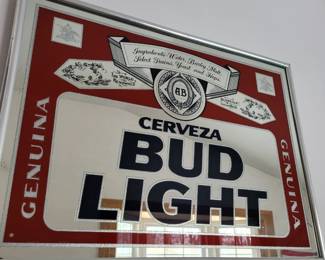 Ingredients: Water, Barley Malt,
Select Grains, Yeast and Hops.
AB
GENUINA
CERVEZA
BUD
LIGHT
GENUINA